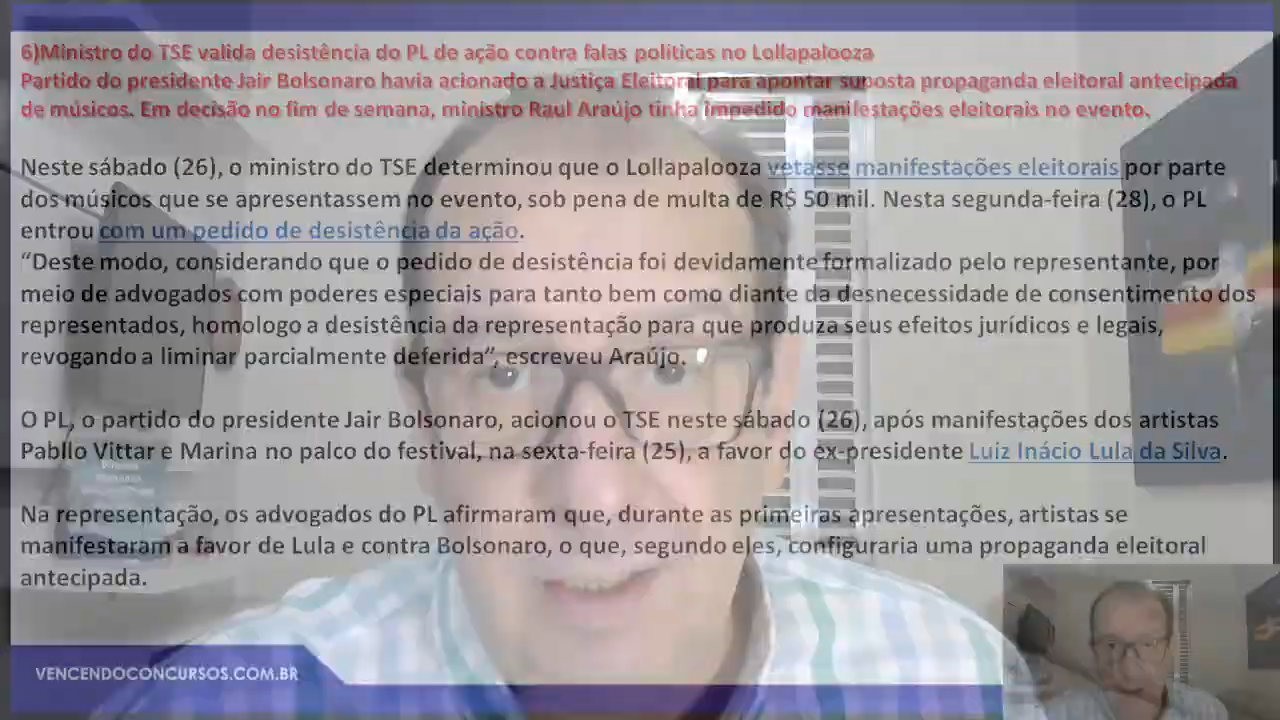 6)Ministro do TSE valida desistência do PL de ação contra falas politicas no Lollapalooza
Partido do presidente Jair Bolsonaro havia acionado a Justiça Eleitoral para apontar suposta propaganda eleitoral antecipada
de músicos. Em decisão no fim de semana, ministro Raul Araújo tinha impedido manifestações eleitorais no evento.
Neste sábado (26), o ministro do TSE determinou que o Lollapalooza vetasse manifestações eleitorais por parte
dos músicos que se apresentassem no evento, sob pena de multa de R$ 50 mil. Nesta segunda-feira (28), o PL
entrou com um pedido de desistência da ação.
“Deste modo, considerando que o pedido de desistência foi devidamente formalizado pelo representante, por
meio de advogados com poderes especiais para tanto bem como diante da desnecessidade de consentimento dos
representados, homologo a desistência da representação para que produza seus efeitos jurídicos e legais,
revogando a liminar parcialmente deferida”, escreveu Araújo.
O PL, o partido do presidente Jair Bolsonaro, acionou o TSE neste sábado (26), após manifestações dos artistas
Pabllo Vittar e Marina no palco do festival, na sexta-feira (25), a favor do ex-presidente Luiz Inácio Lula da Silva.
Na representação, os advogados do PL afirmaram que, durante as primeiras apresentações, artistas se
manifestaram a favor de Lula e contra Bolsonaro, o que, segundo eles, configuraria uma propaganda eleitoral
antecipada.
VENCENDOCONCURSOS.COM.BR